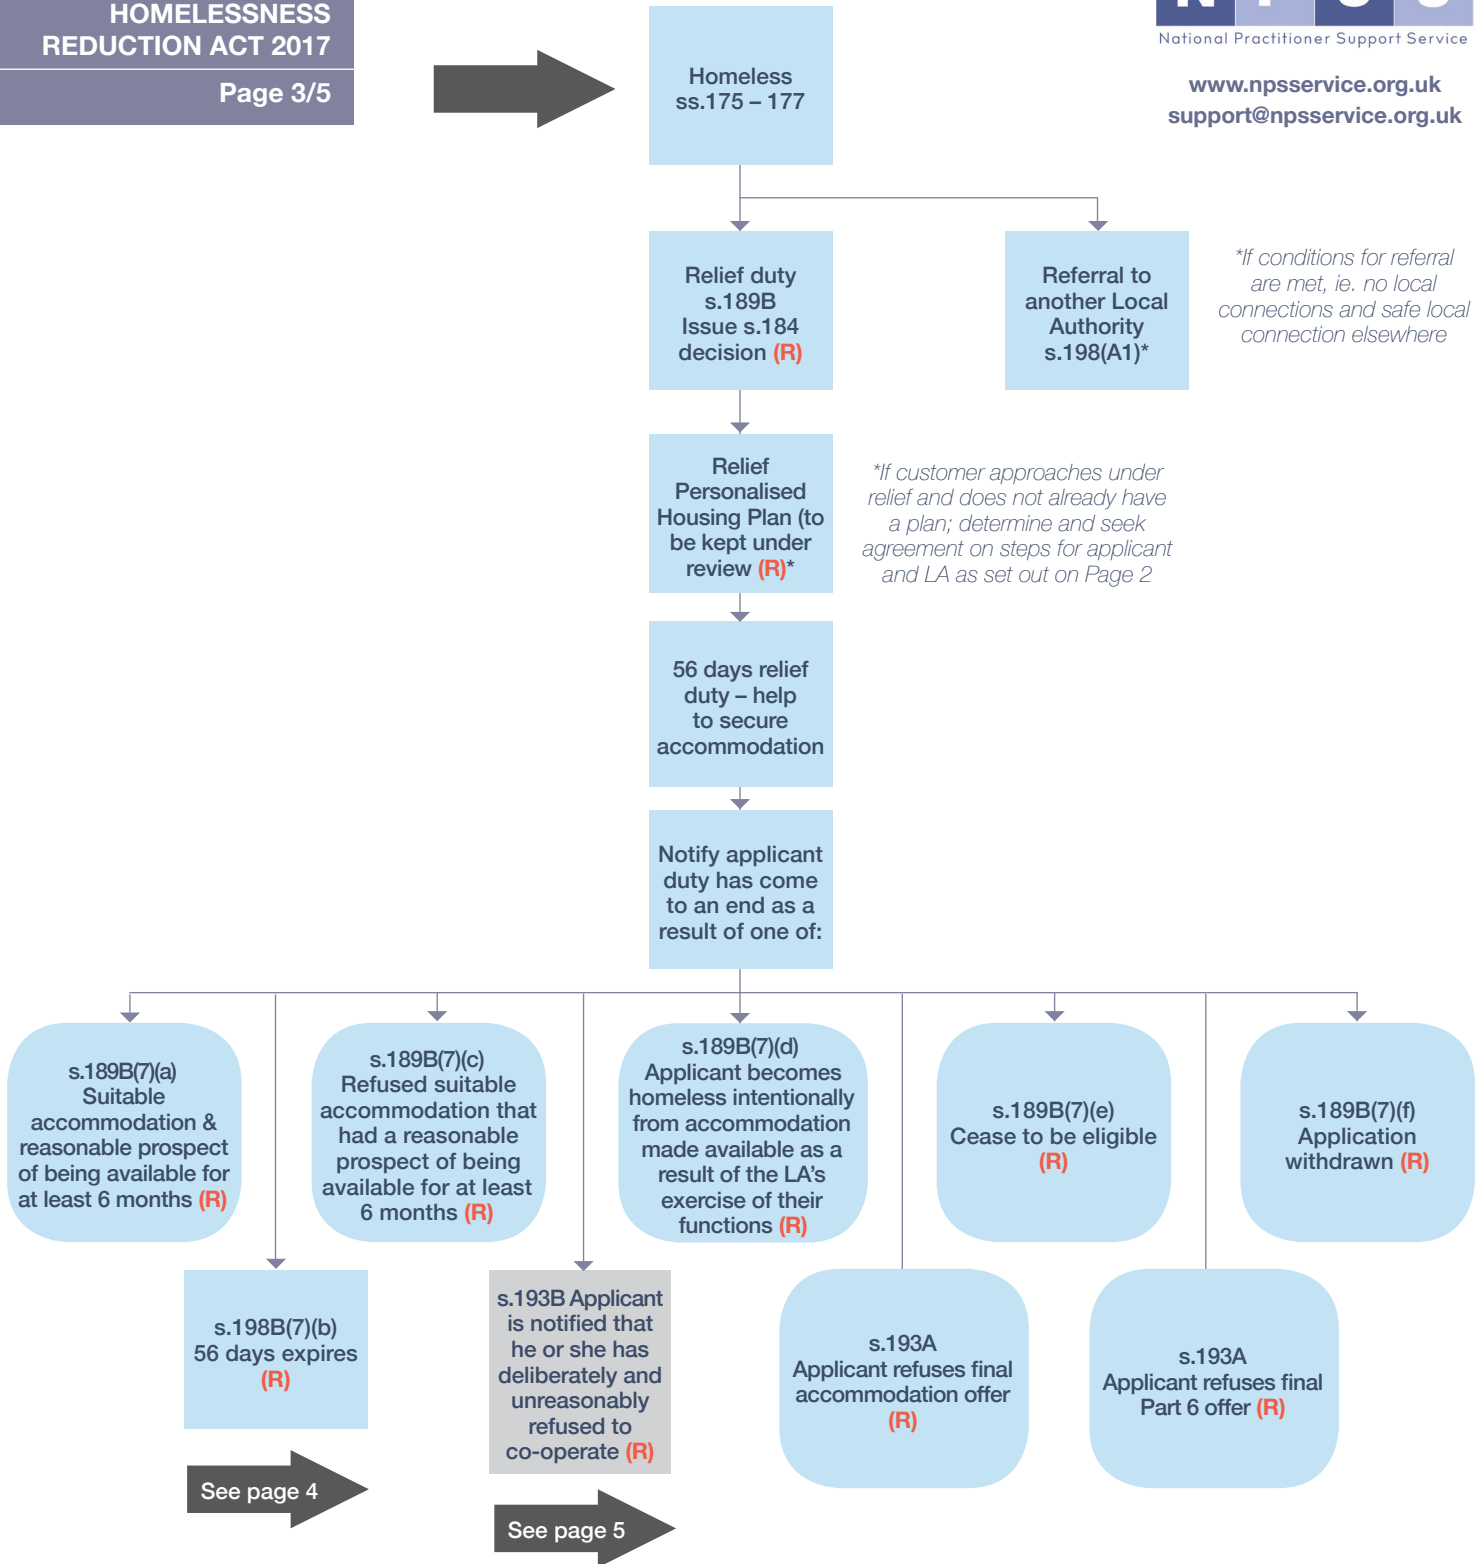 HOMELESSNESS
REDUCTION ACT 2017
Page 3/5
National Practitioner Support Service
www.npsservice.org.uk
support@npsservice.org.uk
Homeless
ss.175 – 177
Relief duty
s.189B
Issue s.184
decision (R)
Referral to
another Local
Authority
s.198(A1)*
*If conditions for referral
are met, ie. no local
connections and safe local
connection elsewhere
Relief
Personalised
Housing Plan (to
be kept under
review (R)*
*If customer approaches under
relief and does not already have
a plan; determine and seek
agreement on steps for applicant
and LA as set out on Page 2
56 days relief
duty – help
to secure
accommodation
Notify applicant
duty has come
to an end as a
result of one of:
s.189B(7)(a)
Suitable
accommodation &
reasonable prospect
of being available for
at least 6 months (R)
s.189B(7)(c)
Refused suitable
accommodation that
had a reasonable
prospect of being
available for at least
6 months (R)
s.189B(7)(d)
Applicant becomes
homeless intentionally
from accommodation
made available as a
result of the LA's
exercise of their
functions (R)
s.189B(7)(e)
Cease to be eligible
(R)
s.189B(7)(f)
Application
withdrawn (R)
s.198B(7)(b)
56 days expires
(R)
s.193B Applicant
is notified that
he or she has
deliberately and
unreasonably
refused to
co-operate (R)
s.193A
Applicant refuses final
accommodation offer
(R)
s.193A
Applicant refuses final
Part 6 offer (R)
See page 4
See page 5